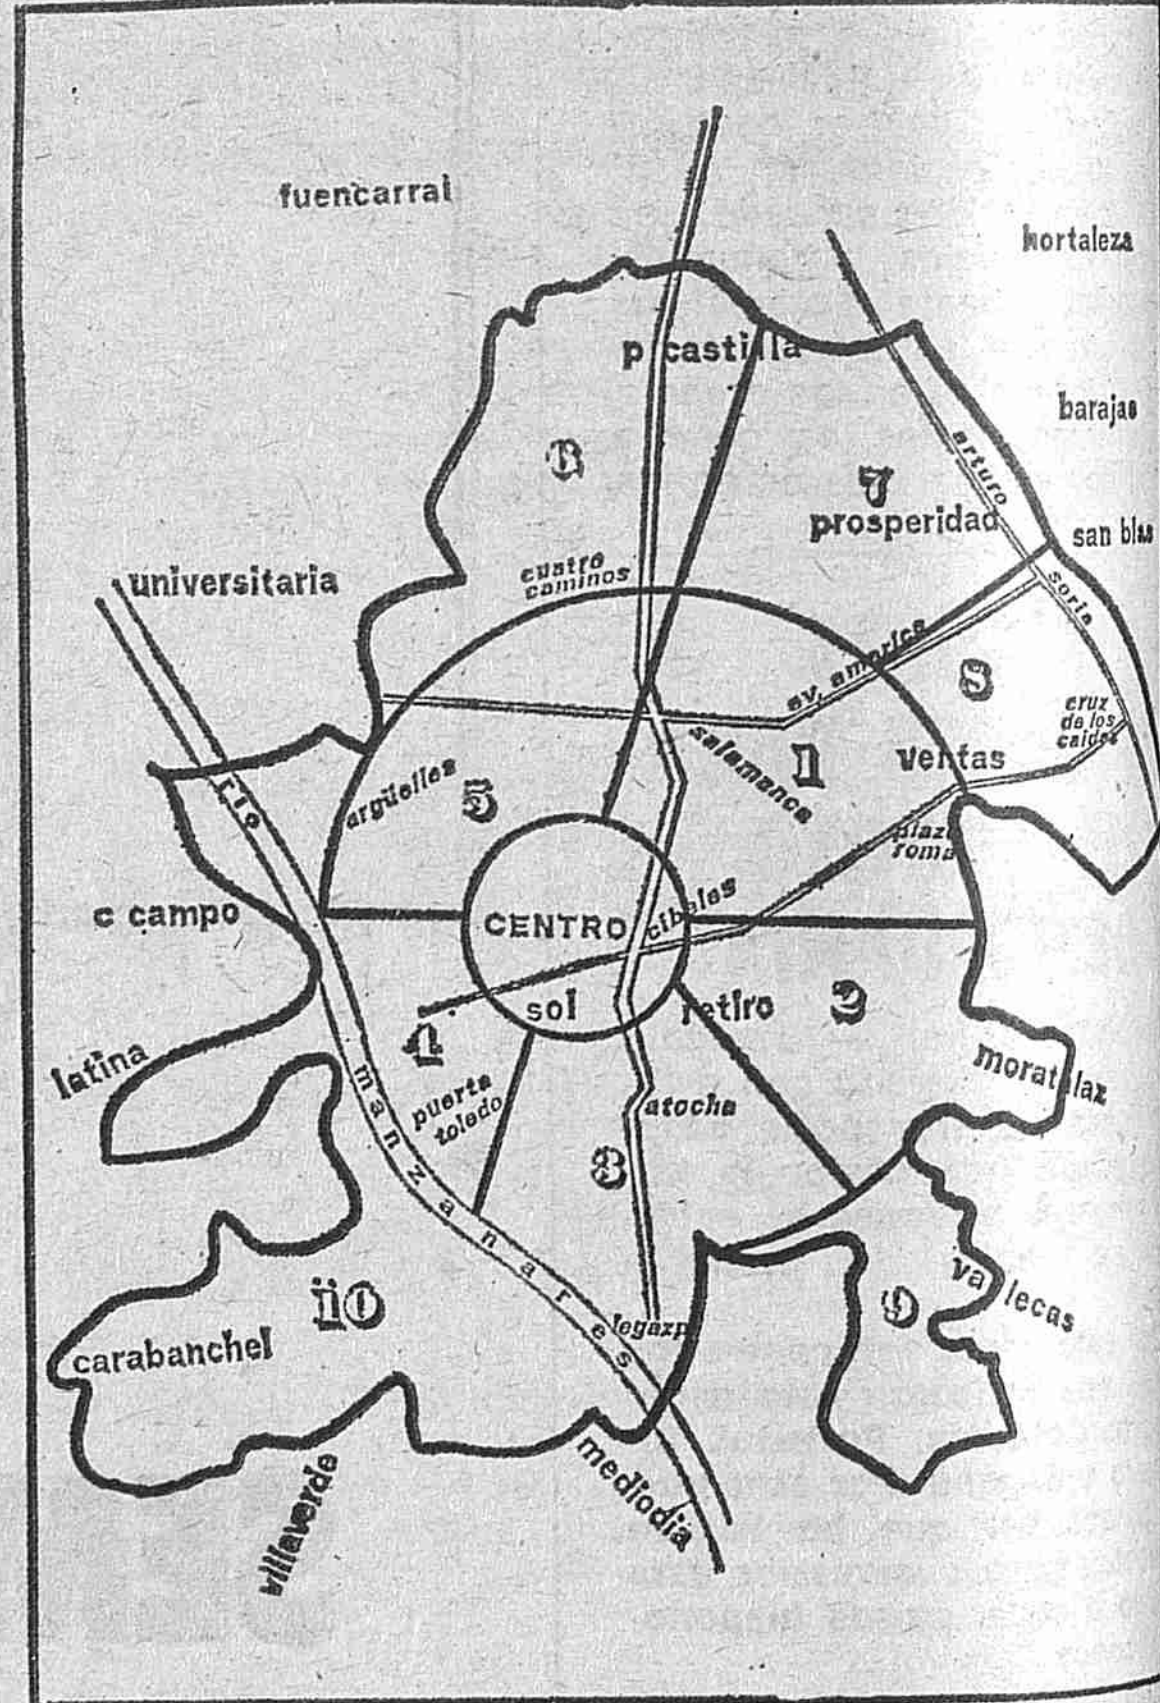 fuencarral
hortaleza
p castilla
barajas
arturo
6
7
prosperidad
san blas
cuatro
caminos
universitaria
soria
av. america
8
cruz
de los
caidos
salamanca
1
ventas
argüelles
5
rio
plaza
roma
c campo
CENTRO
cibeles
sol
retiro
2
4
latina
moratalaz
manzanares
puerta
toledo
atocha
3
vallecas
10
9
legazpi
carabanchel
mediodia
villaverde